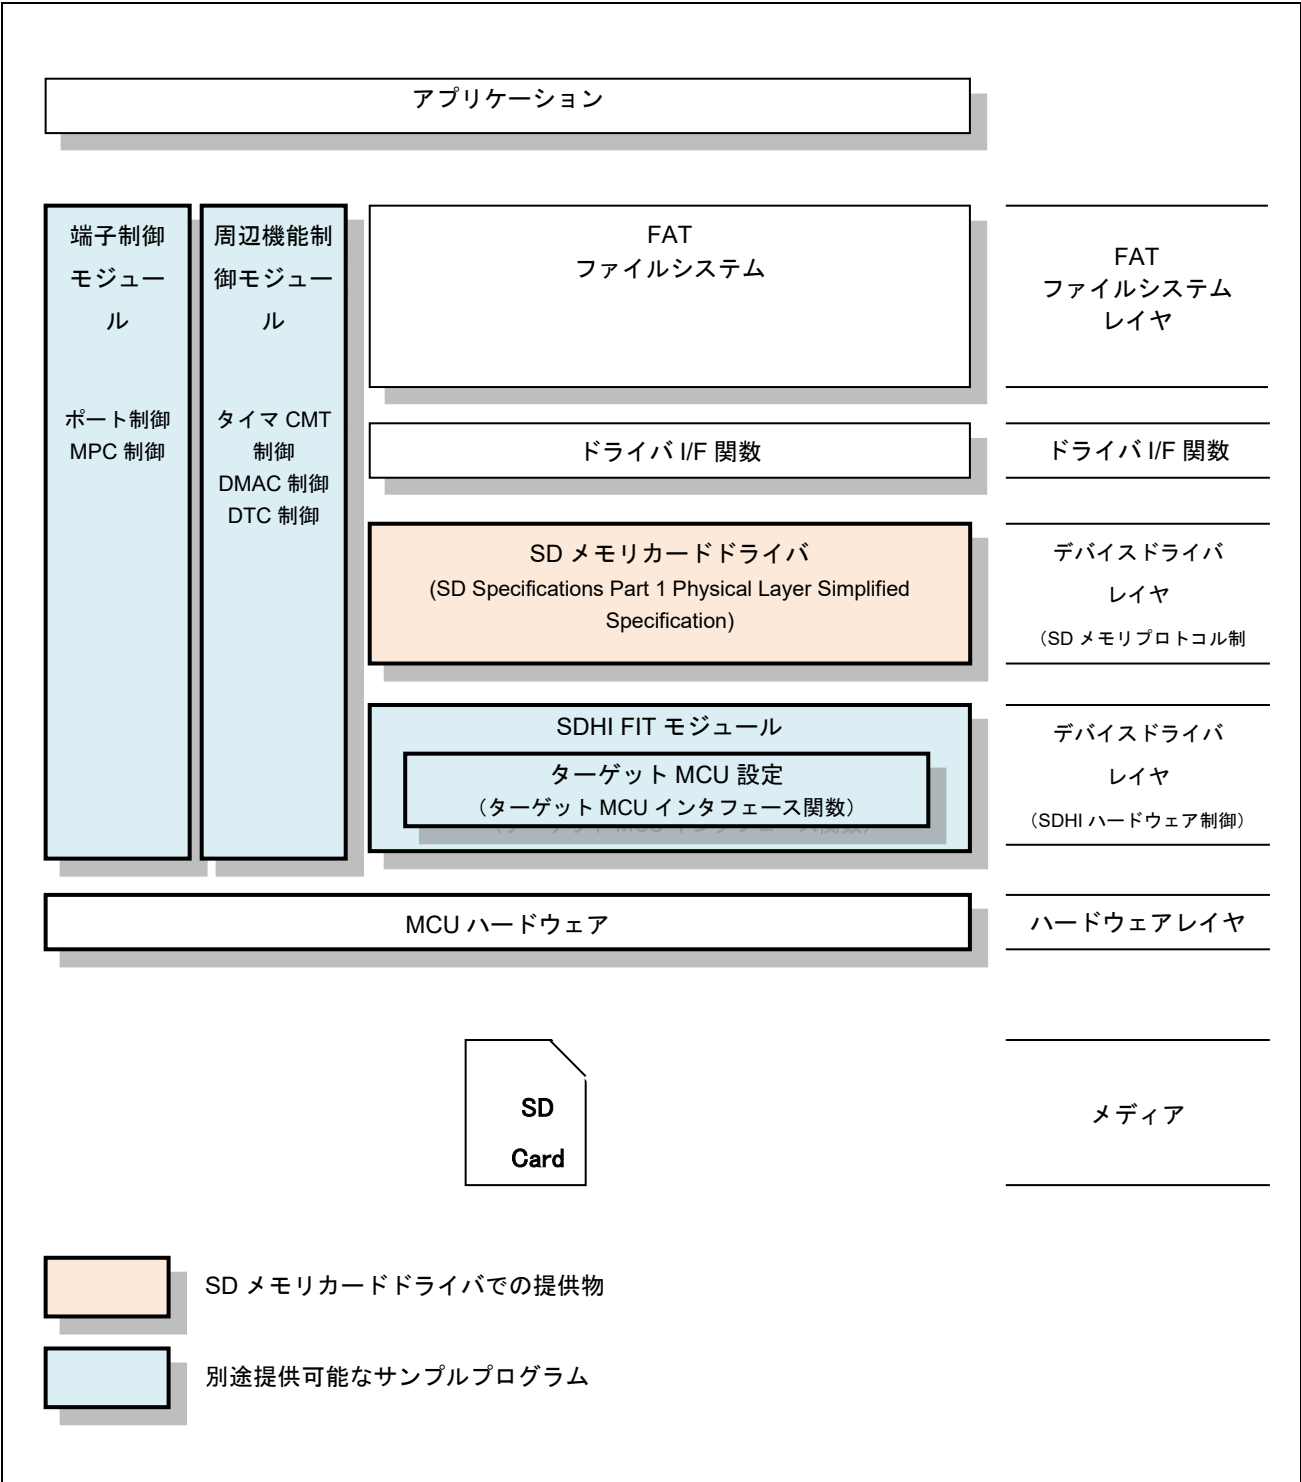 アプリケーション
端子制御
モジュー
ル
ポート制御
MPC 制御
周辺機能制
御モジュー
ル
タイマ CMT
制御
DMAC 制御
DTC 制御
FAT
ファイルシステム
FAT
ファイルシステム
レイヤ
ドライバ I/F 関数
ドライバ I/F 関数
SD メモリカードドライバ
(SD Specifications Part 1 Physical Layer Simplified
Specification)
デバイスドライバ
レイヤ
（SD メモリプロトコル制
SDHI FIT モジュール
ターゲット MCU 設定
（ターゲット MCU インタフェース関数）
デバイスドライバ
レイヤ
（SDHI ハードウェア制御）
MCU ハードウェア
ハードウェアレイヤ
SD
Card
メディア
SD メモリカードドライバでの提供物
別途提供可能なサンプルプログラム